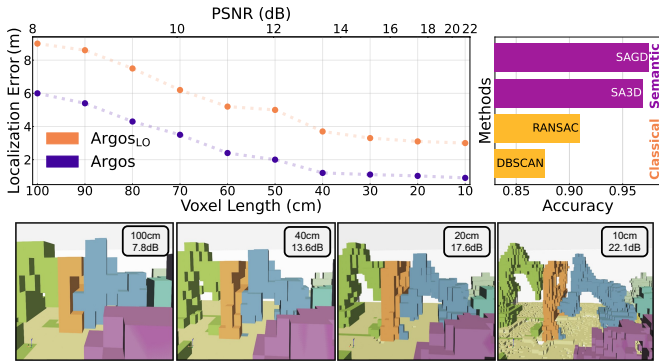 PSNR (dB)
8 10 12 14 16 18 20 22
Localization Error (m)
8
6
4
2
Argos_LO
Argos
100 90 80 70 60 50 40 30 20 10
Voxel Length (cm)
Methods
SAGD
SA3D
RANSAC
DBSCAN
Semantic
Classical
0.85 0.90 0.95
Accuracy
100cm
7.8dB
40cm
13.6dB
20cm
17.6dB
10cm
22.1dB